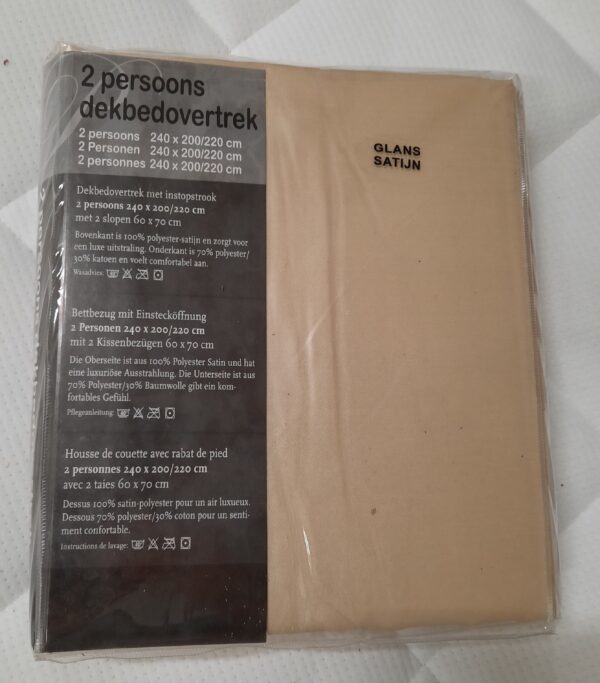 2 persoons
dekbedovertrek
2 persoons 240 x 200/220 cm
2 Personen 240 x 200/220 cm
2 personnes 240 x 200/220 cm
Dekbedovertrek met instopstrook
2 persoons 240 x 200/220 cm
met 2 slopen 60 x 70 cm
Bovenkant is 100% polyester-satijn en zorgt voor
een luxe uitstraling. Onderkant is 70% polyester/
30% katoen en voelt comfortabel aan.
Wasadvies:
Bettbezug mit Einstecköffnung
2 Personen 240 x 200/220 cm
mit 2 Kissenbezügen 60 x 70 cm
Die Oberseite ist aus 100% Polyester Satin und hat
eine luxuriöse Ausstrahlung. Die Unterseite ist aus
70% Polyester/30% Baumwolle gibt ein kom-
fortables Gefühl.
Pflegeanleitung:
Housse de couette avec rabat de pied
2 personnes 240 x 200/220 cm
avec 2 taies 60 x 70 cm
Dessus 100% satin-polyester pour un air luxueux.
Dessous 70% polyester/30% coton pour un senti-
ment confortable.
Instructions de lavage:
GLANS
SATIJN